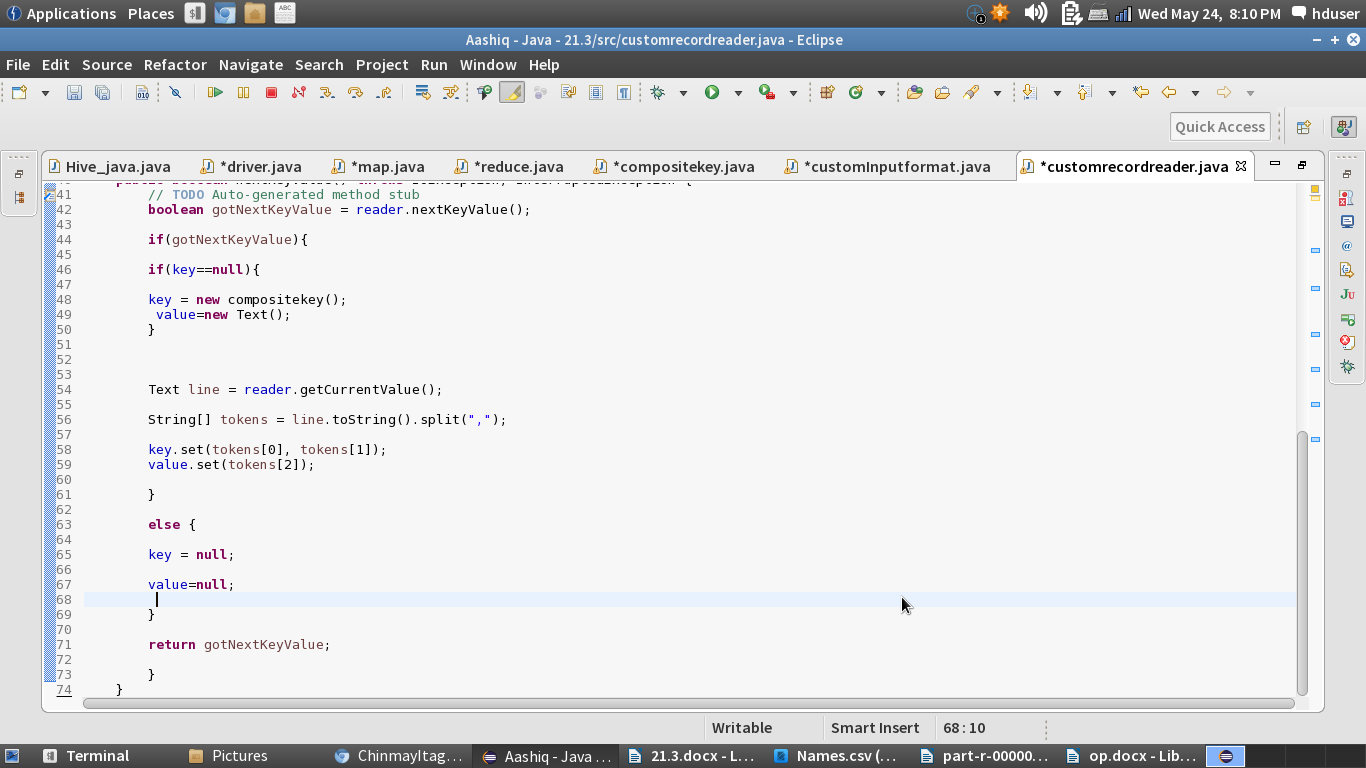 Applications Places Wed May 24, 8:10 PM hduser
Aashiq - Java - 21.3/src/customrecordreader.java - Eclipse
File Edit Source Refactor Navigate Search Project Run Window Help
Quick Access
Hive_java.java *driver.java *map.java *reduce.java *compositekey.java *customInputformat.java *customrecordreader.java
41 // TODO Auto-generated method stub
42 boolean gotNextKeyValue = reader.nextKeyValue();
43
44 if(gotNextKeyValue){
45
46 if(key==null){
47
48 key = new compositekey();
49 value=new Text();
50 }
51
52
53
54 Text line = reader.getCurrentValue();
55
56 String[] tokens = line.toString().split(",");
57
58 key.set(tokens[0], tokens[1]);
59 value.set(tokens[2]);
60
61 }
62
63 else {
64
65 key = null;
66
67 value=null;
68
69 }
70
71 return gotNextKeyValue;
72
73 }
74 }
Writable Smart Insert 68 : 10
Terminal Pictures ChinmayItag... Aashiq - Java ... 21.3.docx - L... Names.csv (... part-r-00000... op.docx - Lib...